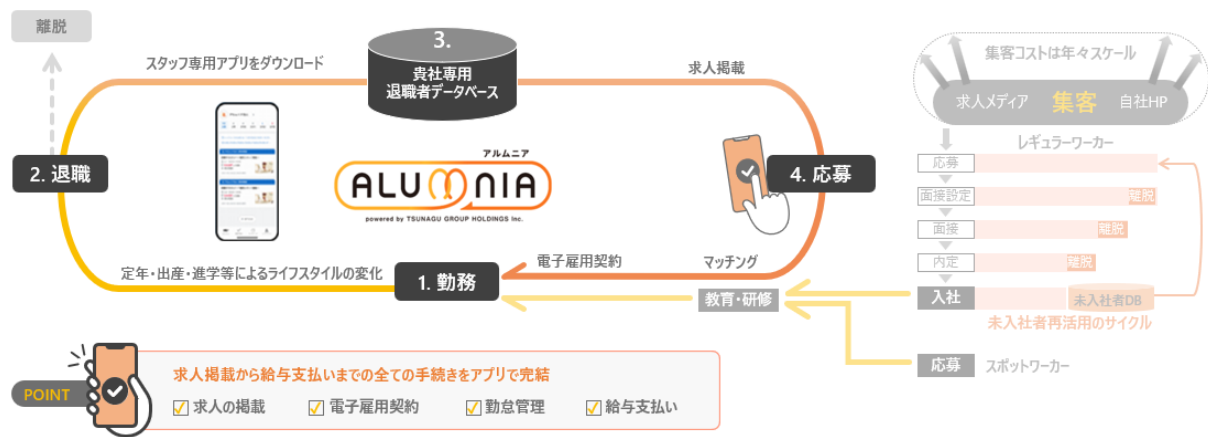 離脱
スタッフ専用アプリをダウンロード
3.
貴社専用
退職者データベース
求人掲載
2. 退職
アルムニア
ALUMNIA
powered by TSUNAGU GROUP HOLDINGS Inc.
4. 応募
定年・出産・進学等によるライフスタイルの変化
1. 勤務
電子雇用契約
マッチング
教育・研修
集客コストは年々スケール
求人メディア 集客 自社HP
レギュラーワーカー
応募
面接設定
離脱
面接
離脱
内定
離脱
入社
未入社者DB
未入社者再活用のサイクル
応募
スポットワーカー
POINT
求人掲載から給与支払いまでの全ての手続きをアプリで完結
求人の掲載
電子雇用契約
勤怠管理
給与支払い